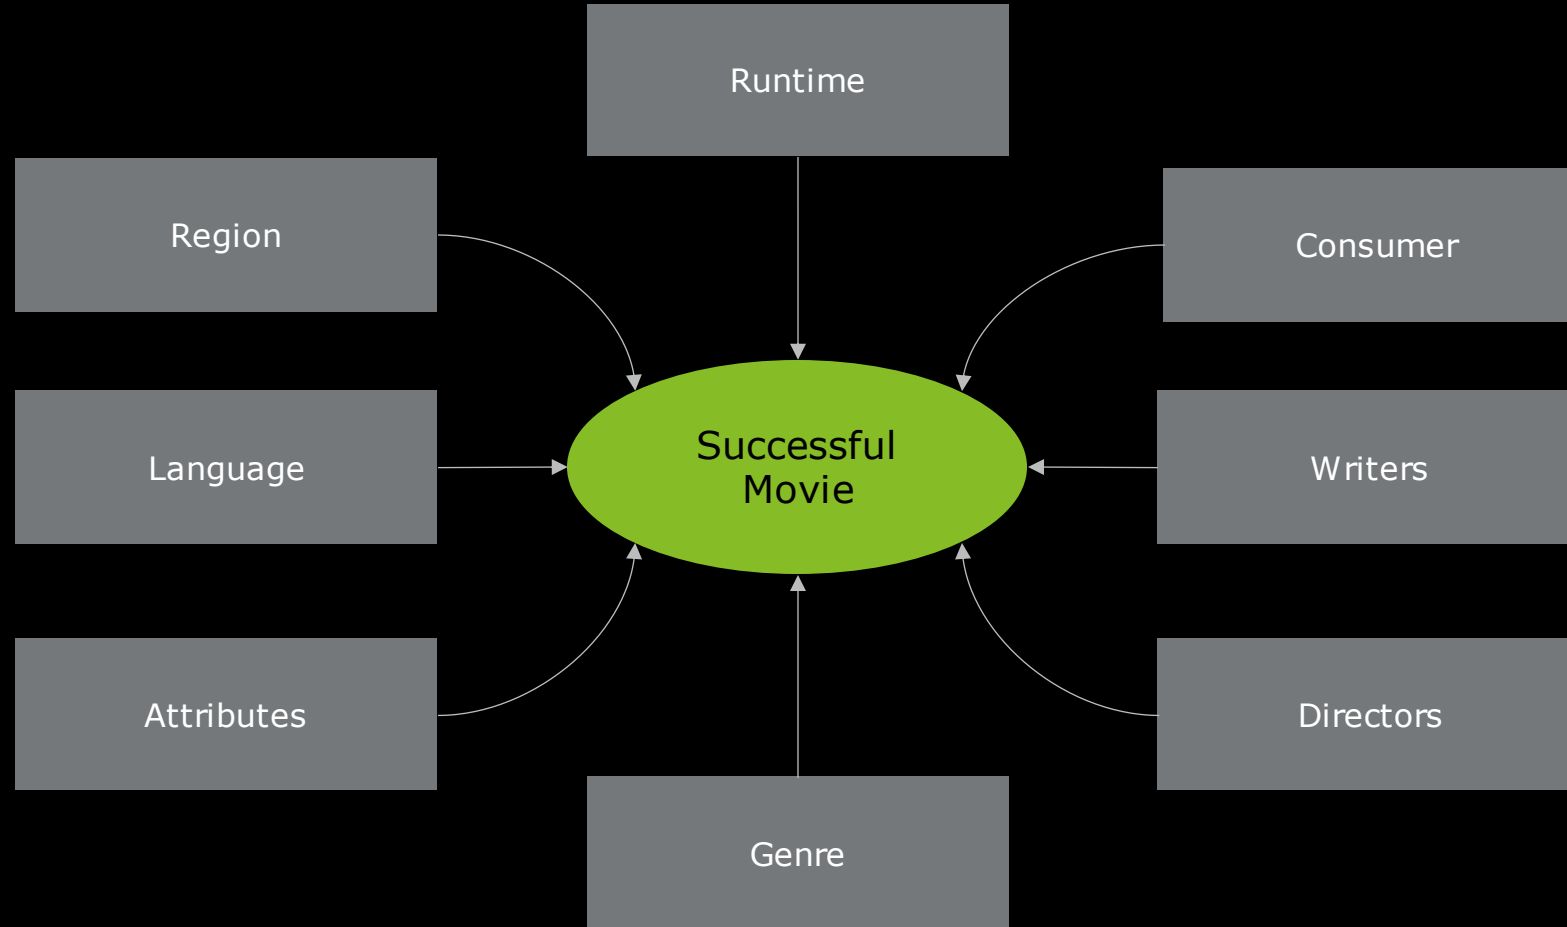 Runtime
Region
Consumer
Successful
Movie
Language
Writers
Attributes
Directors
Genre